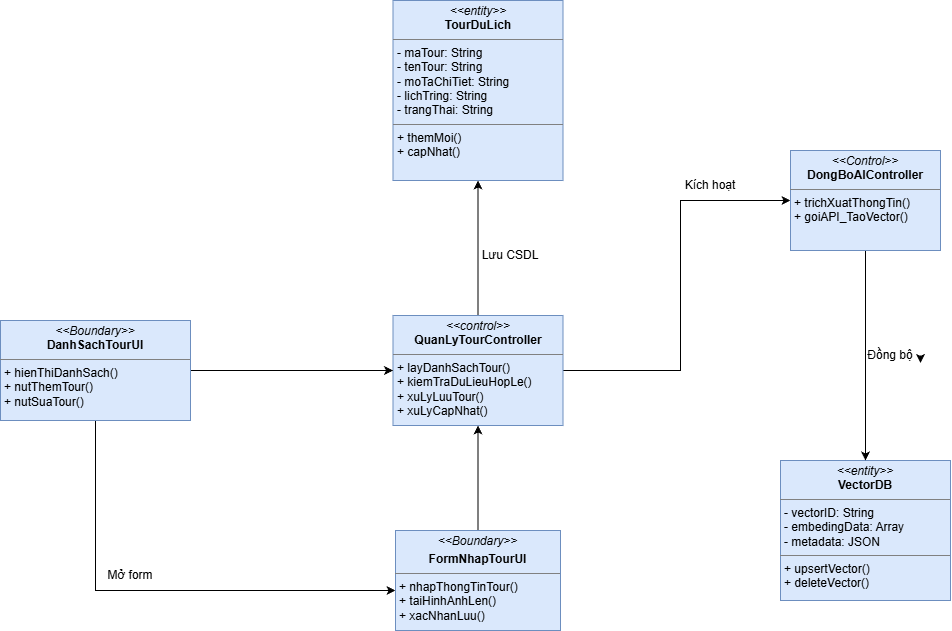 <<entity>>
TourDuLich
- maTour: String
- tenTour: String
- moTaChiTiet: String
- lichTring: String
- trangThai: String
+ themMoi()
+ capNhat()
<<Control>>
DongBoAIController
+ trichXuatThongTin()
+ goiAPI_TaoVector()
Kích hoạt
Lưu CSDL
<<Boundary>>
DanhSachTourUI
+ hienThiDanhSach()
+ nutThemTour()
+ nutSuaTour()
<<control>>
QuanLyTourController
+ layDanhSachTour()
+ kiemTraDuLieuHopLe()
+ xuLyLuuTour()
+ xuLyCapNhat()
Đồng bộ
<<entity>>
VectorDB
- vectorID: String
- embedingData: Array
- metadata: JSON
+ upsertVector()
+ deleteVector()
Mở form
<<Boundary>>
FormNhapTourUI
+ nhapThongTinTour()
+ taiHinhAnhLen()
+ xacNhanLuu()